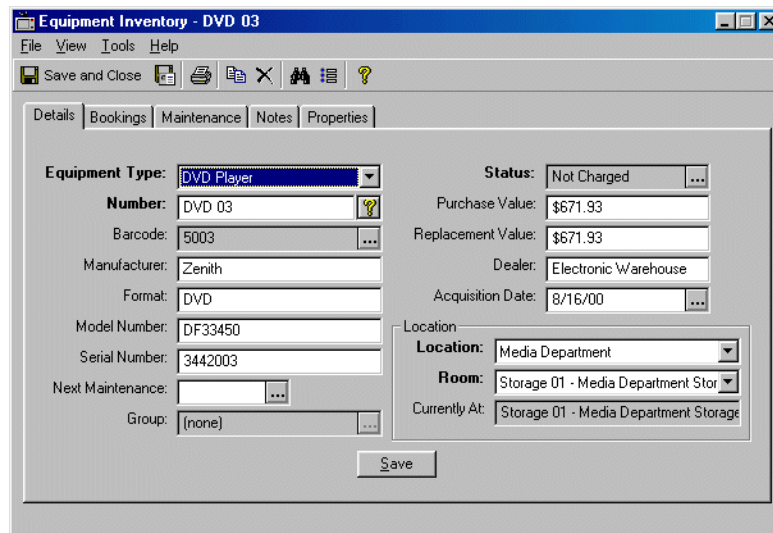 Equipment Inventory - DVD 03
File View Tools Help
Save and Close
Details Bookings Maintenance Notes Properties
Equipment Type: DVD Player
Number: DVD 03
Barcode: 5003 ...
Manufacturer: Zenith
Format: DVD
Model Number: DF33450
Serial Number: 3442003
Next Maintenance: ...
Group: (none) ...
Status: Not Charged ...
Purchase Value: $671.93
Replacement Value: $671.93
Dealer: Electronic Warehouse
Acquisition Date: 8/16/00 ...
Location
Location: Media Department
Room: Storage 01 - Media Department Stor
Currently At: Storage 01 - Media Department Storage
Save